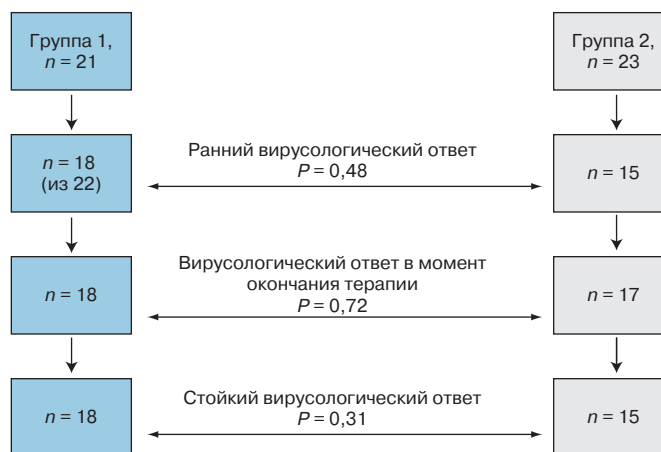 Группа 1,
n = 21
Группа 2,
n = 23
n = 18
(из 22)
Ранний вирусологический ответ
P = 0,48
n = 15
n = 18
Вирусологический ответ в момент
окончания терапии
P = 0,72
n = 17
n = 18
Стойкий вирусологический ответ
P = 0,31
n = 15